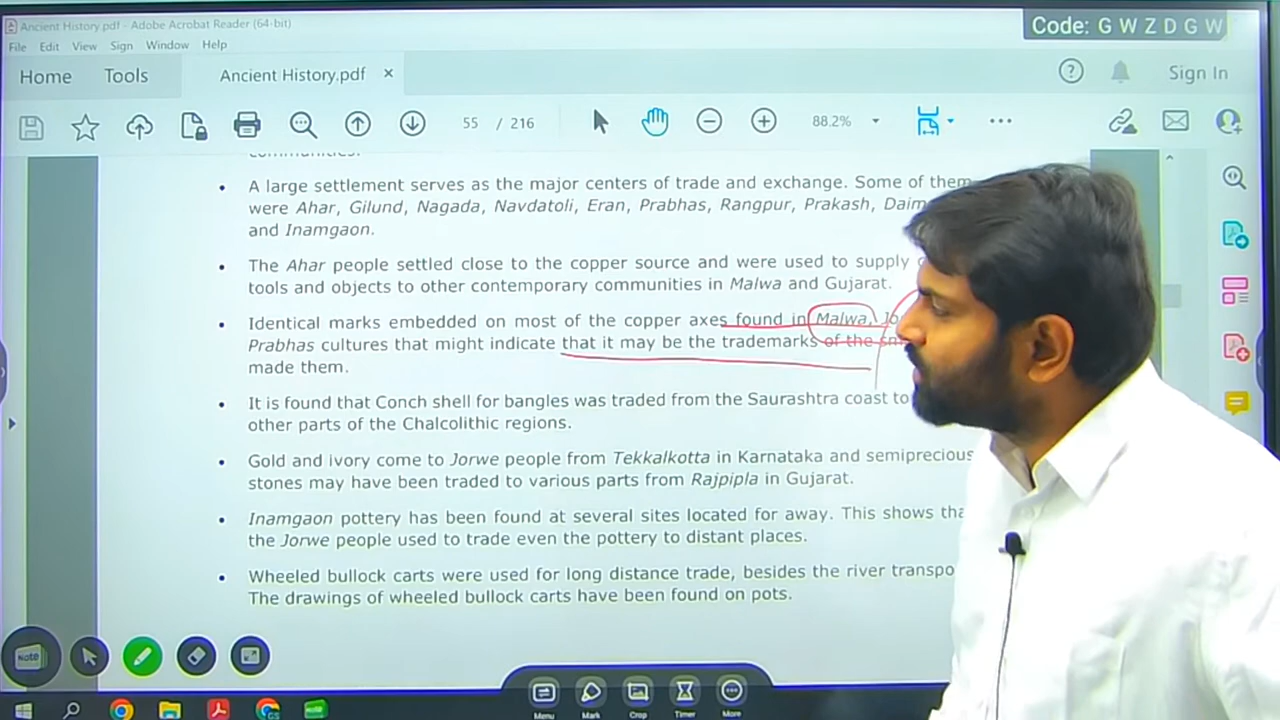 Ancient History.pdf - Adobe Acrobat Reader (64-bit)
Code: G W Z D G W
File Edit View Sign Window Help
Home Tools Ancient History.pdf × Sign In
55 / 216 88.2%
communities.
• A large settlement serves as the major centers of trade and exchange. Some of them
were Ahar, Gilund, Nagada, Navdatoli, Eran, Prabhas, Rangpur, Prakash,
and Inamgaon.
• The Ahar people settled close to the copper source and were used to supply
tools and objects to other contemporary communities in Malwa and Gujarat.
• Identical marks embedded on most of the copper axes found in Malwa,
Prabhas cultures that might indicate that it may be the trademarks of the
made them.
• It is found that Conch shell for bangles was traded from the Saurashtra coast to
other parts of the Chalcolithic regions.
• Gold and ivory come to Jorwe people from Tekkalkotta in Karnataka and semiprecious
stones may have been traded to various parts from Rajpipla in Gujarat.
• Inamgaon pottery has been found at several sites located for away. This shows
the Jorwe people used to trade even the pottery to distant places.
• Wheeled bullock carts were used for long distance trade, besides the river
The drawings of wheeled bullock carts have been found on pots.
Note
Menu Mark Crop Timer More